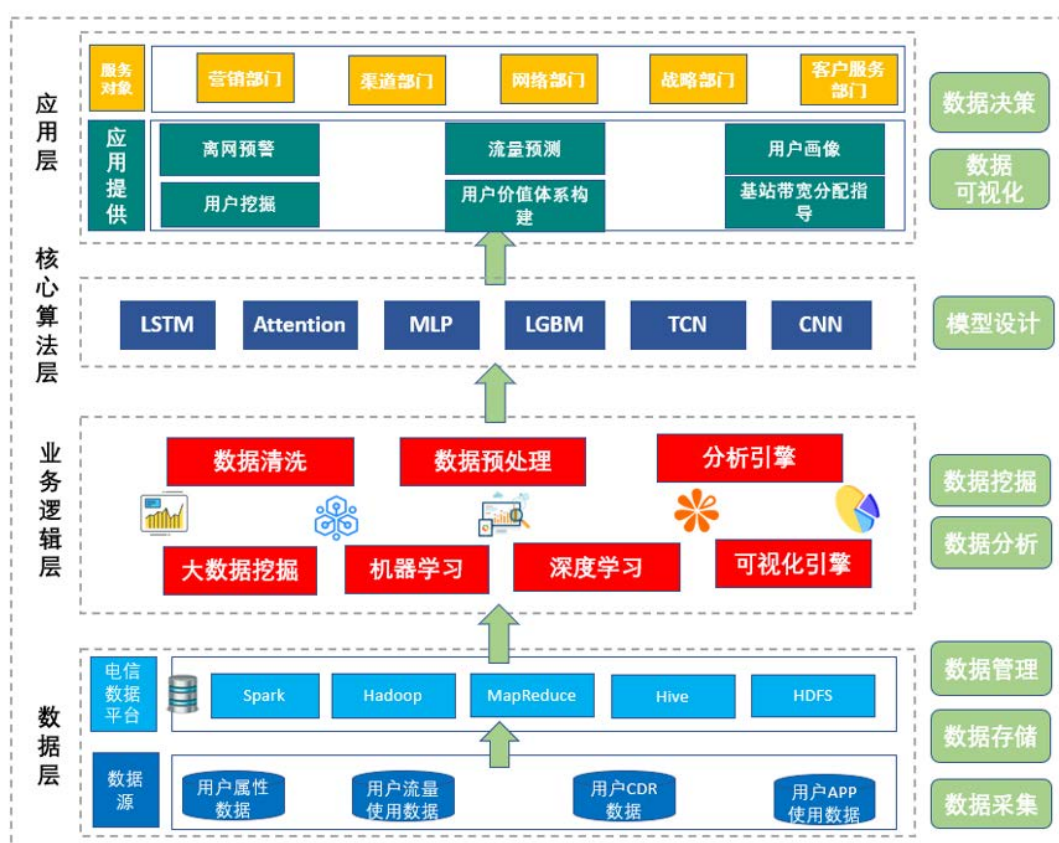 应用层
服务
对象
营销部门
渠道部门
网络部门
战略部门
客户服务
部门
应用提供
离网预警
流量预测
用户画像
用户挖掘
用户价值体系构
建
基站带宽分配指
导
数据决策
数据
可视化
核心算法层
LSTM
Attention
MLP
LGBM
TCN
CNN
模型设计
业务逻辑层
数据清洗
数据预处理
分析引擎
大数据挖掘
机器学习
深度学习
可视化引擎
数据挖掘
数据分析
数据层
电信
数据
平台
Spark
Hadoop
MapReduce
Hive
HDFS
数据
源
用户属性
数据
用户流量
使用数据
用户CDR
数据
用户APP
使用数据
数据管理
数据存储
数据采集